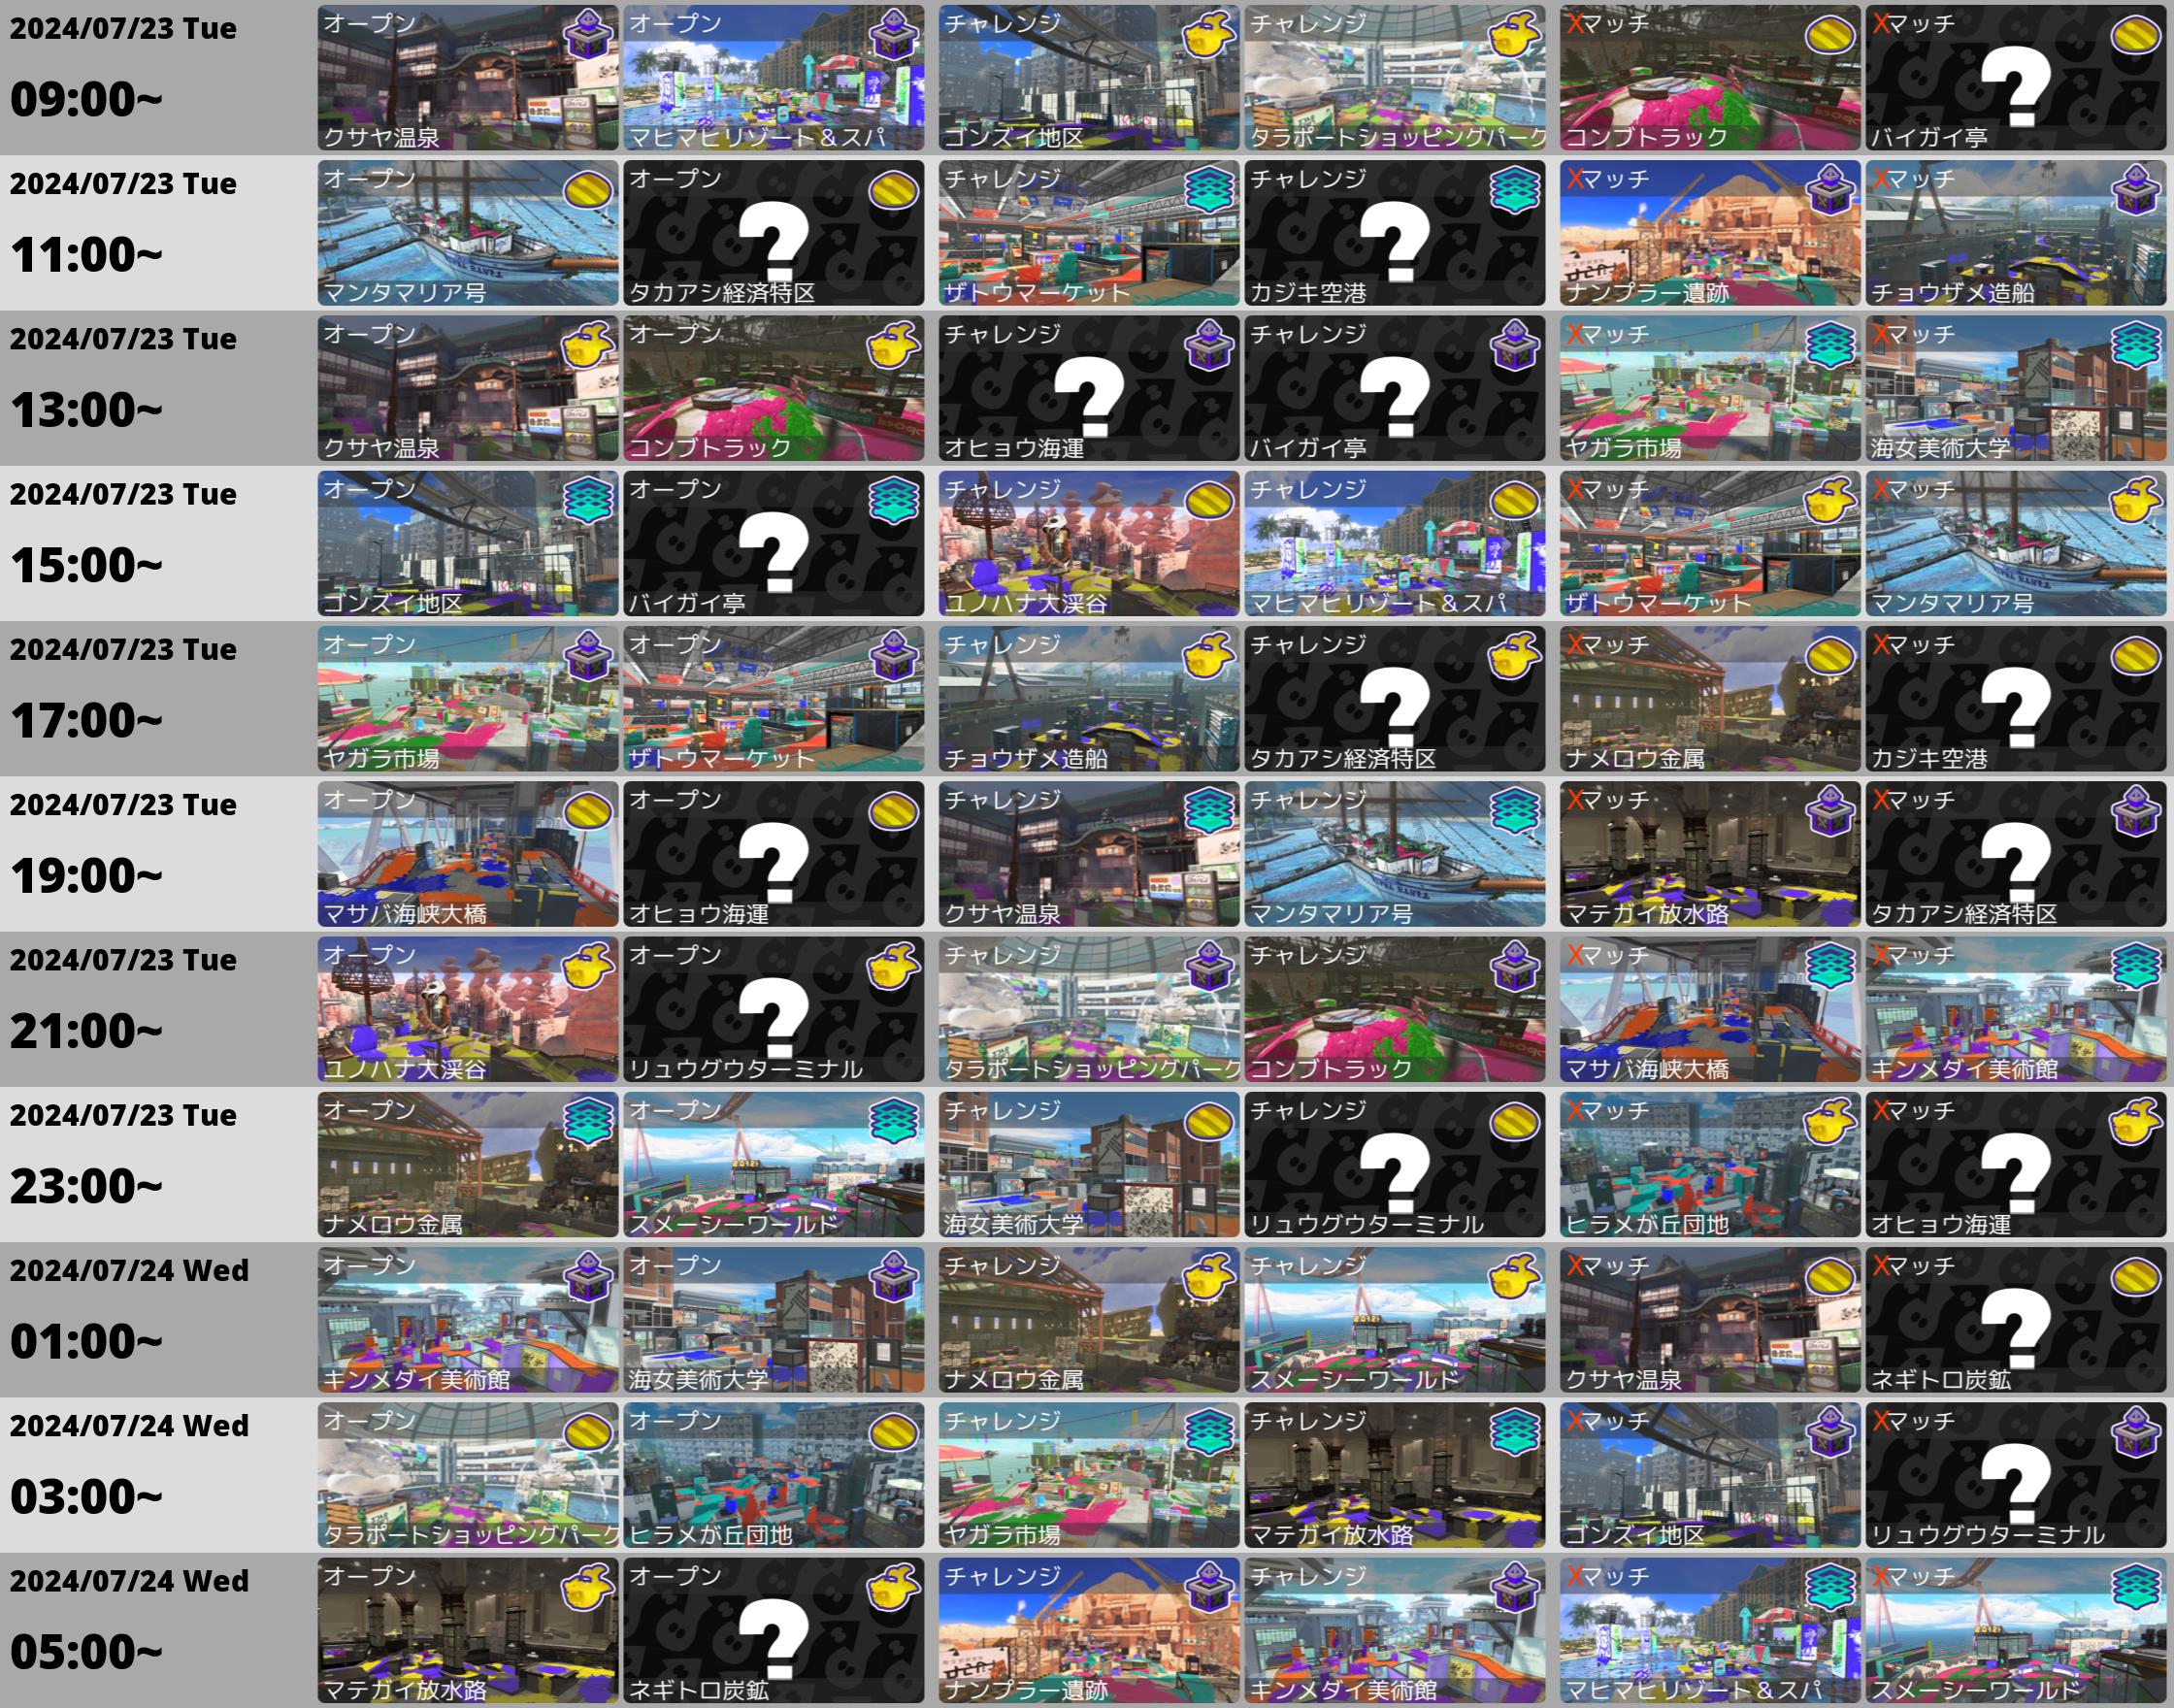 2024/07/23 Tue
09:00~
オープン
クサヤ温泉
オープン
マヒマヒリゾート＆スパ
チャレンジ
ゴンズイ地区
チャレンジ
タラポートショッピングパーク
Xマッチ
コンブトラック
Xマッチ
?
バイガイ亭
2024/07/23 Tue
11:00~
オープン
マンタマリア号
オープン
?
タカアシ経済特区
チャレンジ
ザトウマーケット
チャレンジ
?
カジキ空港
Xマッチ
ナンプラー遺跡
Xマッチ
チョウザメ造船
2024/07/23 Tue
13:00~
オープン
クサヤ温泉
オープン
コンブトラック
チャレンジ
?
オヒョウ海運
チャレンジ
?
バイガイ亭
Xマッチ
ヤガラ市場
Xマッチ
海女美術大学
2024/07/23 Tue
15:00~
オープン
ゴンズイ地区
オープン
?
バイガイ亭
チャレンジ
ユノハナ大渓谷
チャレンジ
マヒマヒリゾート＆スパ
Xマッチ
ザトウマーケット
Xマッチ
マンタマリア号
2024/07/23 Tue
17:00~
オープン
ヤガラ市場
オープン
ザトウマーケット
チャレンジ
チョウザメ造船
チャレンジ
?
タカアシ経済特区
Xマッチ
ナメロウ金属
Xマッチ
?
カジキ空港
2024/07/23 Tue
19:00~
オープン
マサバ海峡大橋
オープン
?
オヒョウ海運
チャレンジ
クサヤ温泉
チャレンジ
マンタマリア号
Xマッチ
マテガイ放水路
Xマッチ
?
タカアシ経済特区
2024/07/23 Tue
21:00~
オープン
ユノハナ大渓谷
オープン
?
リュウグウターミナル
チャレンジ
タラポートショッピングパーク
チャレンジ
コンブトラック
Xマッチ
マサバ海峡大橋
Xマッチ
キンメダイ美術館
2024/07/23 Tue
23:00~
オープン
ナメロウ金属
オープン
スメーシーワールド
チャレンジ
海女美術大学
チャレンジ
?
リュウグウターミナル
Xマッチ
ヒラメが丘団地
Xマッチ
?
オヒョウ海運
2024/07/24 Wed
01:00~
オープン
キンメダイ美術館
オープン
海女美術大学
チャレンジ
ナメロウ金属
チャレンジ
スメーシーワールド
Xマッチ
クサヤ温泉
Xマッチ
?
ネギトロ炭鉱
2024/07/24 Wed
03:00~
オープン
タラポートショッピングパーク
オープン
ヒラメが丘団地
チャレンジ
ヤガラ市場
チャレンジ
マテガイ放水路
Xマッチ
ゴンズイ地区
Xマッチ
?
リュウグウターミナル
2024/07/24 Wed
05:00~
オープン
マテガイ放水路
オープン
?
ネギトロ炭鉱
チャレンジ
ナンプラー遺跡
チャレンジ
キンメダイ美術館
Xマッチ
マヒマヒリゾート＆スパ
Xマッチ
スメーシーワールド